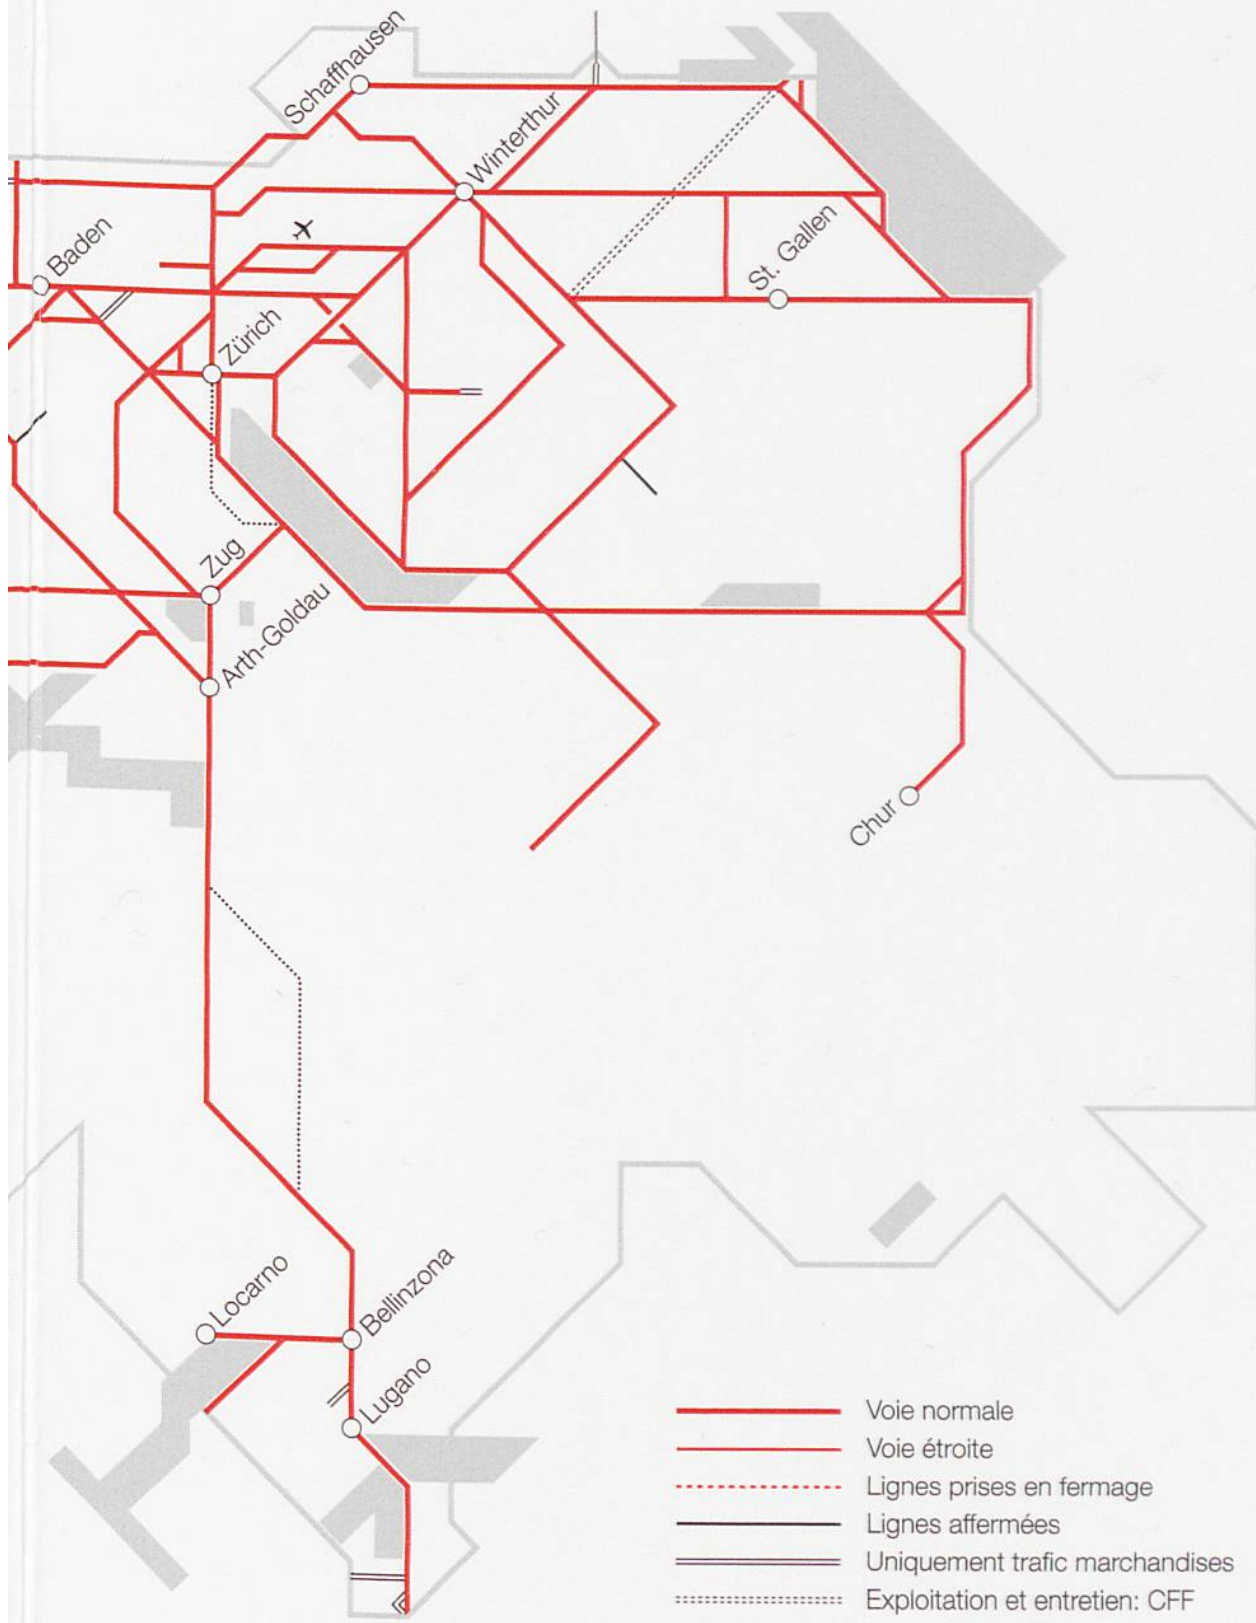 Schaffhausen
Winterthur
Baden
St. Gallen
Zürich
Zug
Arth-Goldau
Chur
Locarno
Bellinzona
Lugano
Voie normale
Voie étroite
Lignes prises en fermage
Lignes affermées
Uniquement trafic marchandises
Exploitation et entretien: CFF